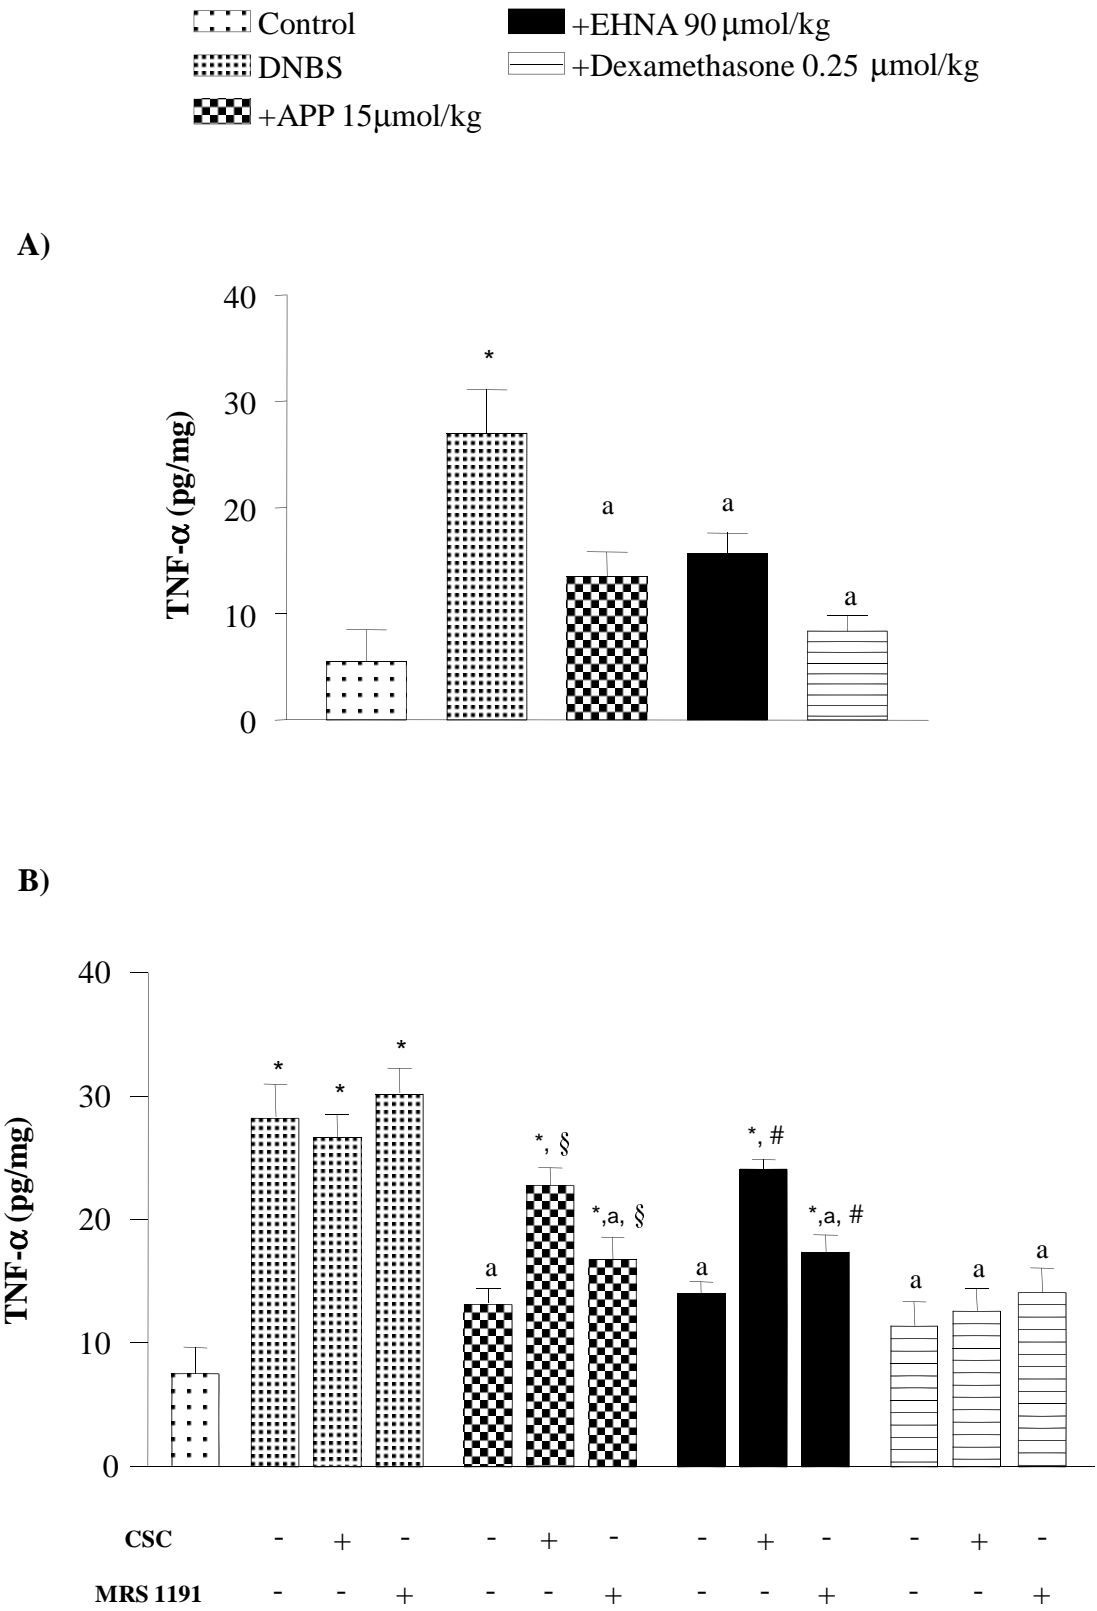 Control
+EHNA 90 μmol/kg
DNBS
+Dexamethasone 0.25 μmol/kg
+APP 15μmol/kg
A)
40
30
20
10
0
TNF-α (pg/mg)
*
a
a
a
B)
40
30
20
10
0
TNF-α (pg/mg)
*
*
*
a
*, §
*,a, §
a
*, #
*,a, #
a
a
a
CSC - + - - + - - + - - + -
MRS 1191 - - + - - + - - + - - +